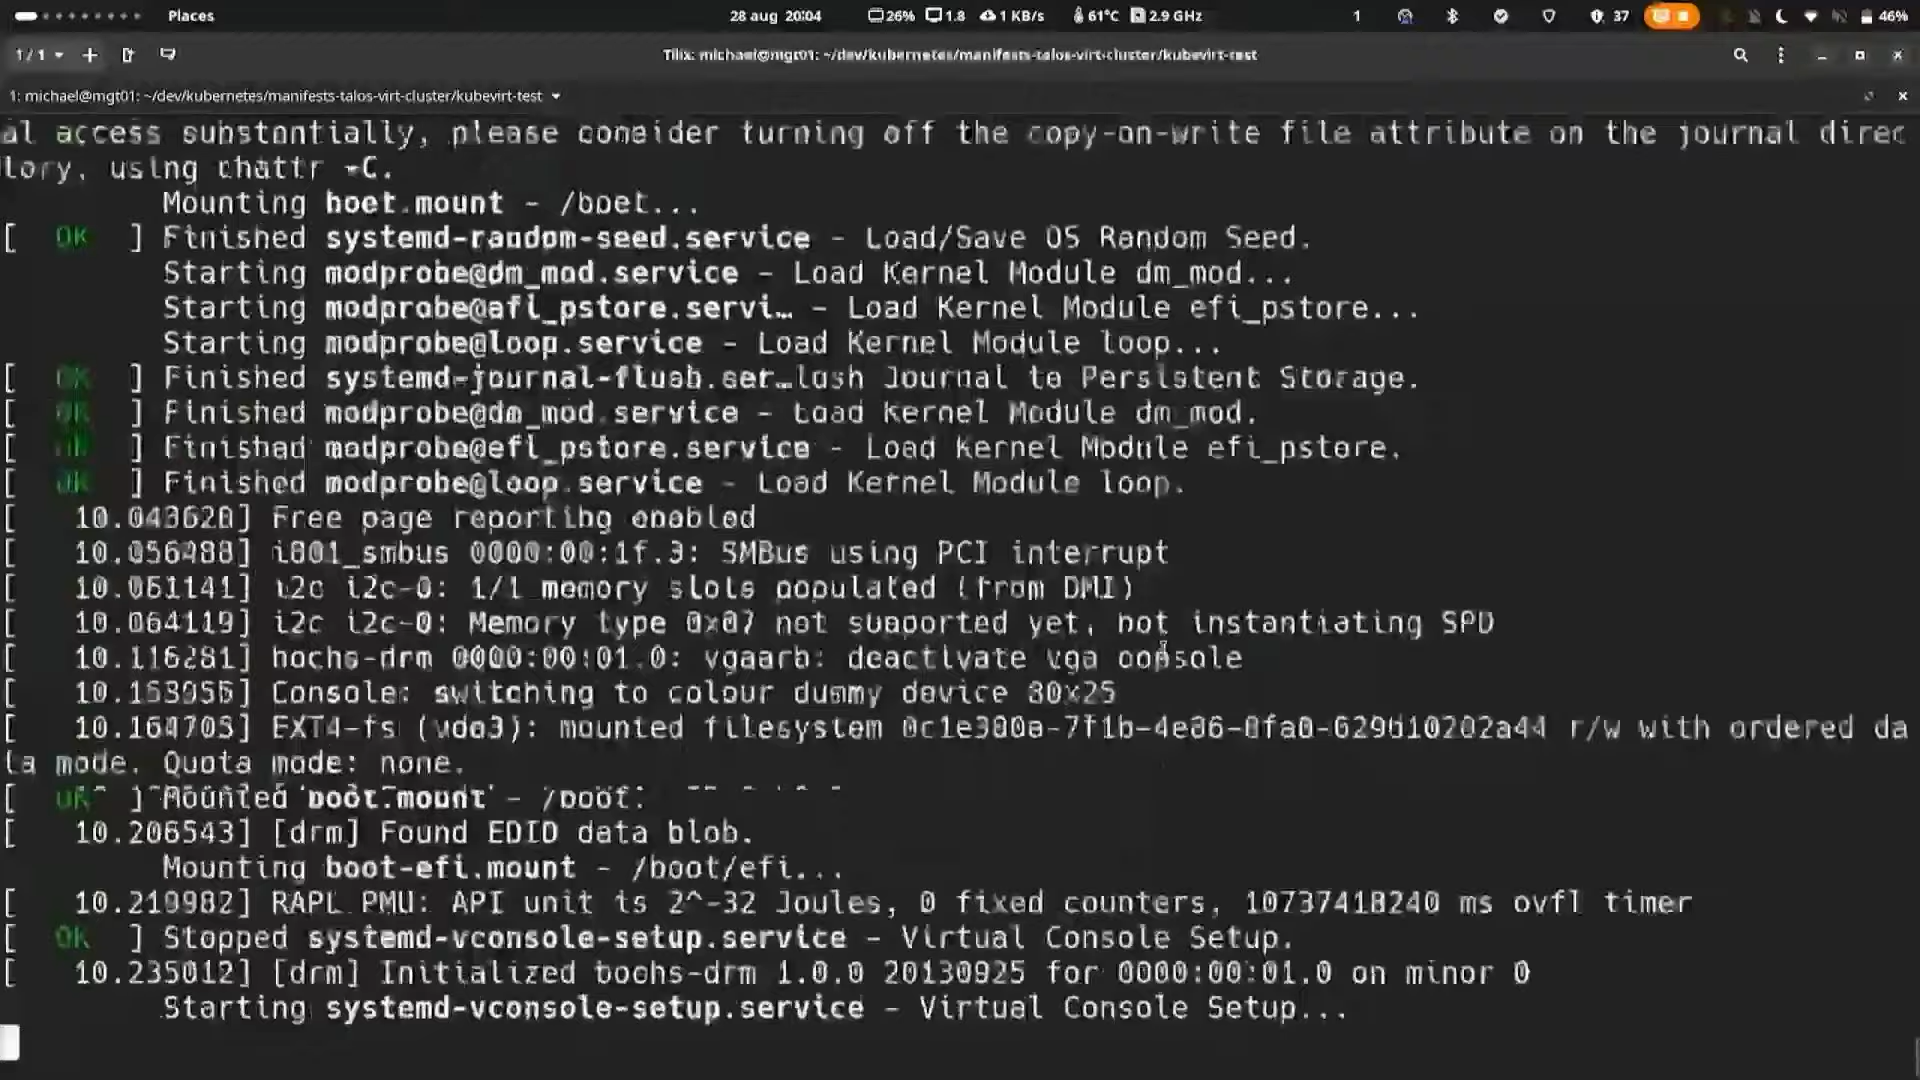 Places 28 aug 20:04 26% 1.8 1 KB/s 61°C 2.9 GHz 1 37 46%
1/1 Tilix: michael@mgt01: ~/dev/kubernetes/manifests-talos-virt-cluster/kubevirt-test
1: michael@mgt01: ~/dev/kubernetes/manifests-talos-virt-cluster/kubevirt-test
al access substantially, please consider turning off the copy-on-write file attribute on the journal direc
tory, using chattr -C.
Mounting boot.mount - /boot...
[ OK ] Finished systemd-random-seed.service - Load/Save OS Random Seed.
Starting modprobe@dm_mod.service - Load Kernel Module dm_mod...
Starting modprobe@efi_pstore.servi… - Load Kernel Module efi_pstore...
Starting modprobe@loop.service - Load Kernel Module loop...
[ OK ] Finished systemd-journal-flush.ser…lush Journal to Persistent Storage.
[ OK ] Finished modprobe@dm_mod.service - Load Kernel Module dm_mod.
[ OK ] Finished modprobe@efi_pstore.service - Load Kernel Module efi_pstore.
[ OK ] Finished modprobe@loop.service - Load Kernel Module loop.
[ Free page reporting enabled
[ i801_smbus 0000:00:1f.3: SMBus using PCI interrupt
[ 10.061141] i2c i2c-0: 1/1 memory slots populated (from DMI)
[ 10.064119] i2c i2c-0: Memory type 0x07 not supported yet, not instantiating SPD
[ 10.116281] bochs-drm 0000:00:01.0: vgaarb: deactivate vga console
[ Console: switching to colour dummy device 80x25
[ 10.164705] EXT4-fs (vda3): mounted filesystem r/w with ordered da
ta mode. Quota mode: none.
[ OK ] Mounted boot.mount - /boot.
[ 10.206543] [drm] Found EDID data blob.
Mounting boot-efi.mount - /boot/efi...
[ 10.219982] RAPL PMU: API unit is 2^-32 Joules, 0 fixed counters, 10737418240 ms ovfl timer
[ OK ] Stopped systemd-vconsole-setup.service - Virtual Console Setup.
[ 10.235012] [drm] Initialized bochs-drm 1.0.0 20130925 for 0000:00:01.0 on minor 0
Starting systemd-vconsole-setup.service - Virtual Console Setup...